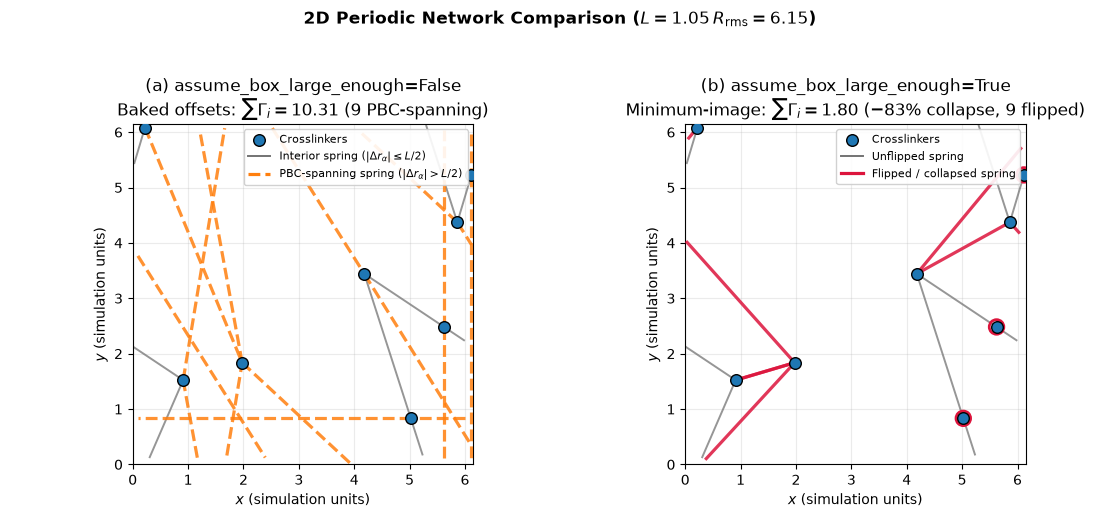 2D Periodic Network Comparison (L = 1.05 R_rms = 6.15)
(a) assume_box_large_enough=False
Baked offsets: ∑Γ_i = 10.31 (9 PBC-spanning)
Crosslinkers
Interior spring (|Δr_α| ≤ L/2)
PBC-spanning spring (|Δr_α| > L/2)
6
5
4
3
2
1
0
y (simulation units)
0 1 2 3 4 5 6
x (simulation units)
(b) assume_box_large_enough=True
Minimum-image: ∑Γ_i = 1.80 (−83% collapse, 9 flipped)
Crosslinkers
Unflipped spring
Flipped / collapsed spring
6
5
4
3
2
1
0
y (simulation units)
0 1 2 3 4 5 6
x (simulation units)